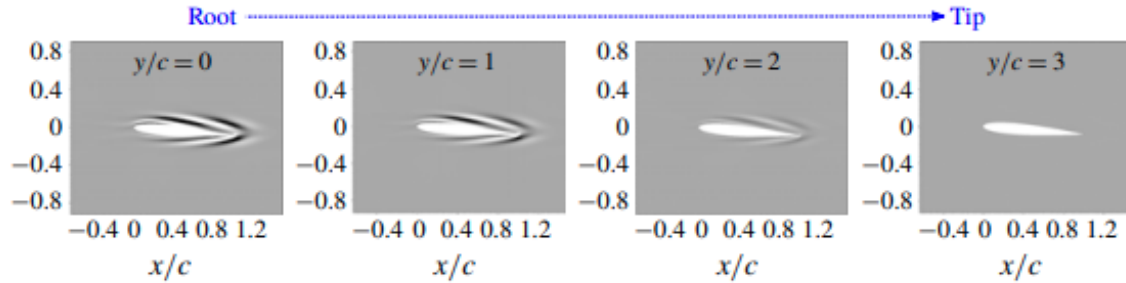 Root Tip
y/c = 0 y/c = 1 y/c = 2 y/c = 3
0.8 0.8 0.8 0.8
0.4 0.4 0.4 0.4
0 0 0 0
−0.4 −0.4 −0.4 −0.4
−0.8 −0.8 −0.8 −0.8
−0.4 0 0.4 0.8 1.2 −0.4 0 0.4 0.8 1.2 −0.4 0 0.4 0.8 1.2 −0.4 0 0.4 0.8 1.2
x/c x/c x/c x/c